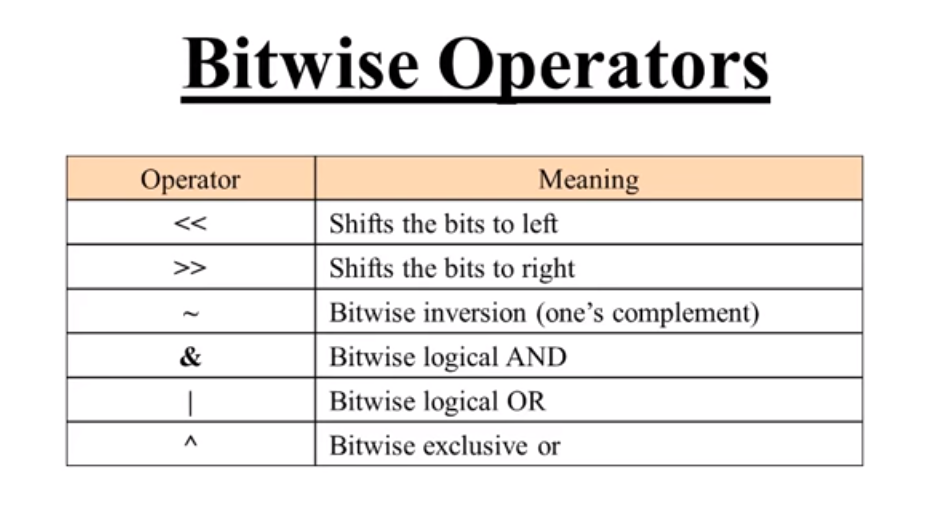 Bitwise Operators
Operator Meaning
<< Shifts the bits to left
>> Shifts the bits to right
~ Bitwise inversion (one’s complement)
& Bitwise logical AND
| Bitwise logical OR
^ Bitwise exclusive or